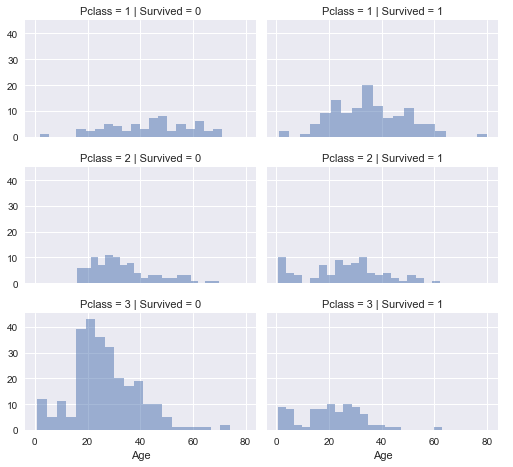 Pclass = 1 | Survived = 0
Pclass = 1 | Survived = 1
40
30
20
10
0
Pclass = 2 | Survived = 0
Pclass = 2 | Survived = 1
40
30
20
10
0
Pclass = 3 | Survived = 0
Pclass = 3 | Survived = 1
40
30
20
10
0
0 20 40 60 80
0 20 40 60 80
Age
Age